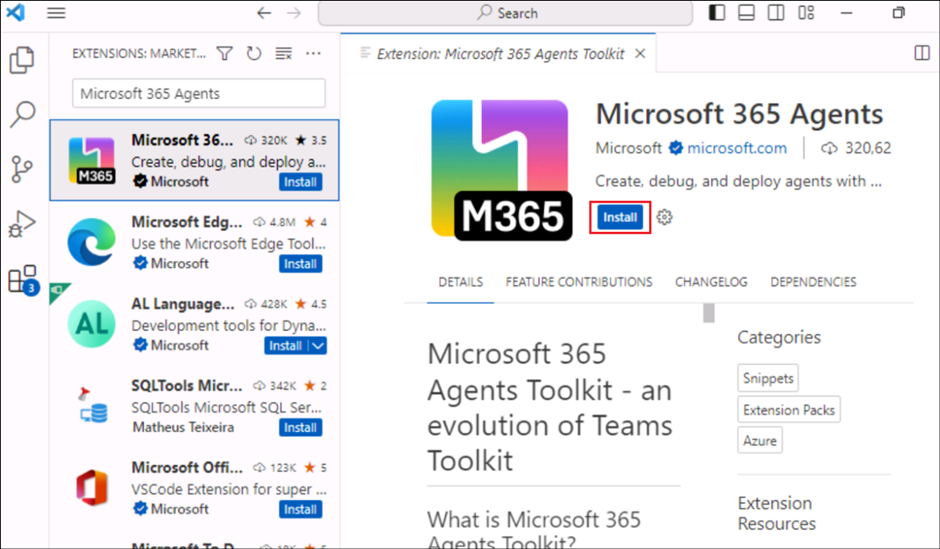 Search
EXTENSIONS: MARKET...
Microsoft 365 Agents
Microsoft 36... 320K 3.5
Create, debug, and deploy a...
M365
Microsoft Install
Microsoft Edg... 4.8M 4
Use the Microsoft Edge Tool...
Microsoft Install
3
AL Language... 428K 4.5
AL
Development tools for Dyna...
Microsoft Install
SQLTools Micr... 342K 2
SQLTools Microsoft SQL Ser...
Matheus Teixeira Install
Microsoft Offi... 123K 5
VSCode Extension for super ...
Microsoft Install
Extension: Microsoft 365 Agents Toolkit
M365
Microsoft 365 Agents
Microsoft microsoft.com 320,62
Create, debug, and deploy agents with ...
Install
DETAILS FEATURE CONTRIBUTIONS CHANGELOG DEPENDENCIES
Microsoft 365
Agents Toolkit - an
evolution of Teams
Toolkit
What is Microsoft 365
Agents Toolkit?
Categories
Snippets
Extension Packs
Azure
Extension
Resources